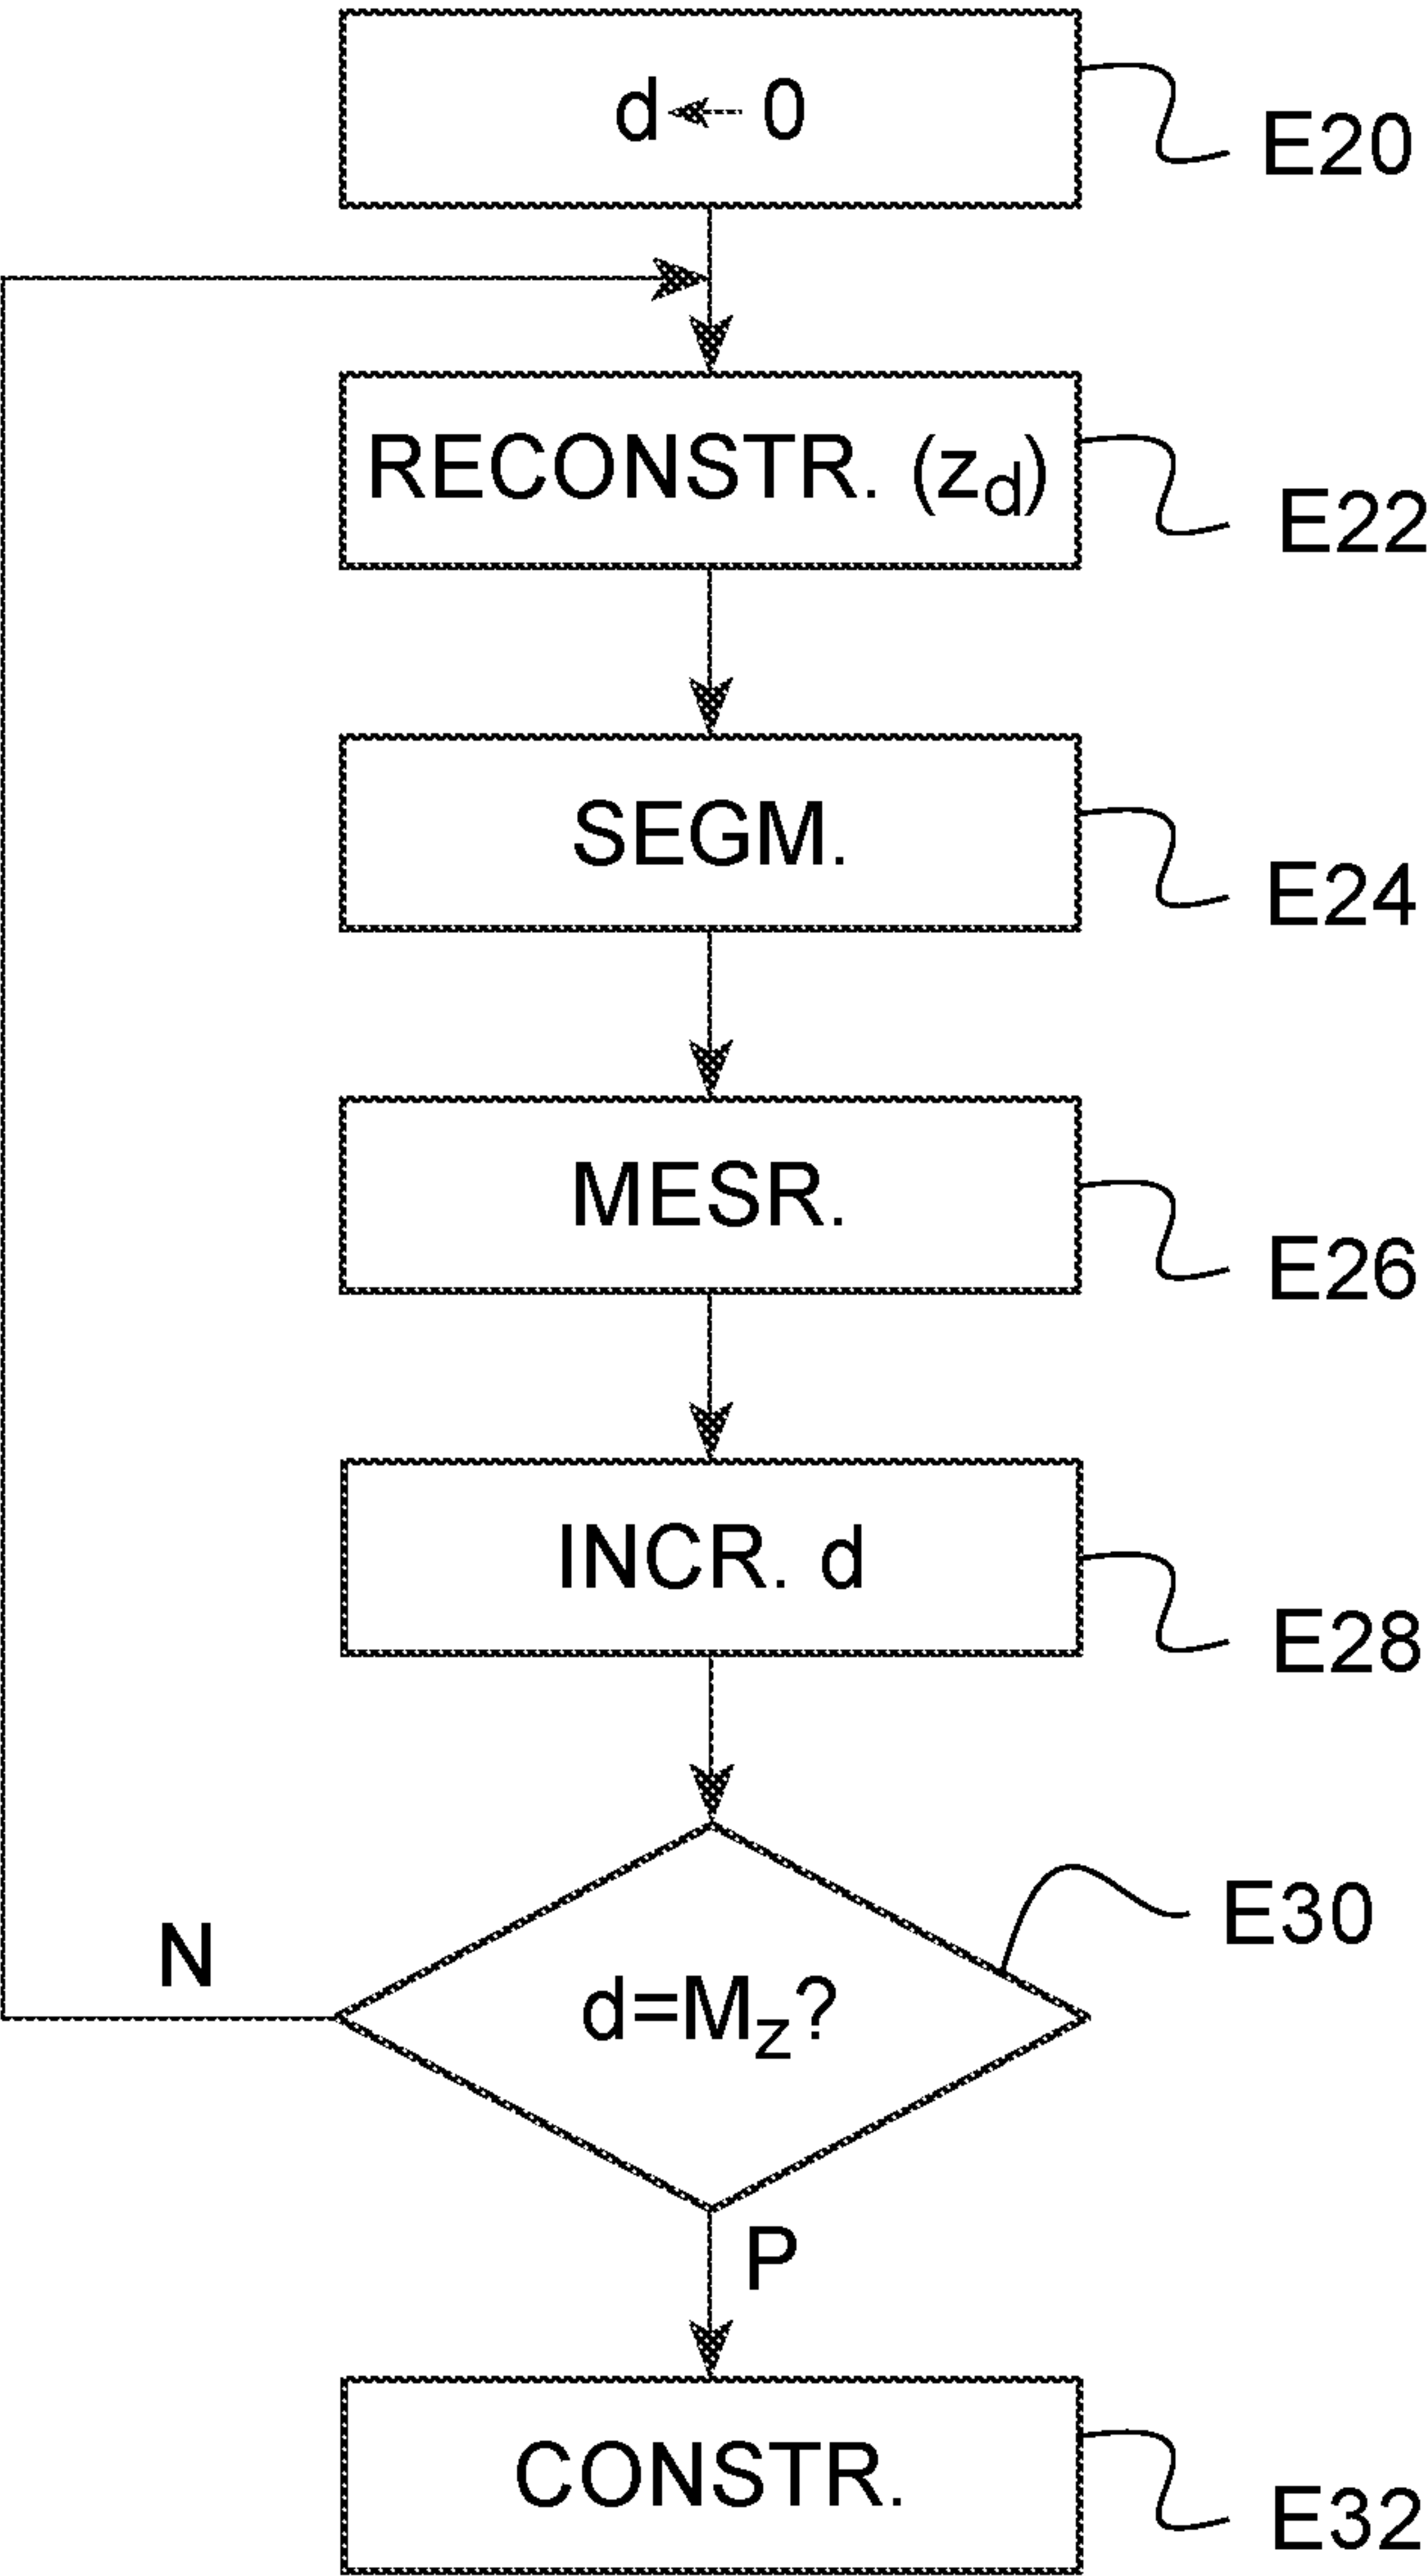 d ← 0
E20
RECONSTR. (zd)
E22
SEGM.
E24
MESR.
E26
INCR. d
E28
E30
N
d=Mz?
P
CONSTR.
E32